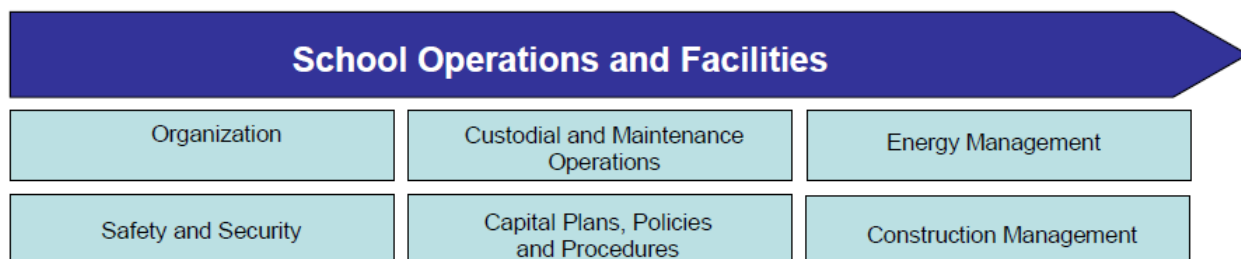 School Operations and Facilities
Organization
Custodial and Maintenance
Operations
Energy Management
Safety and Security
Capital Plans, Policies
and Procedures
Construction Management